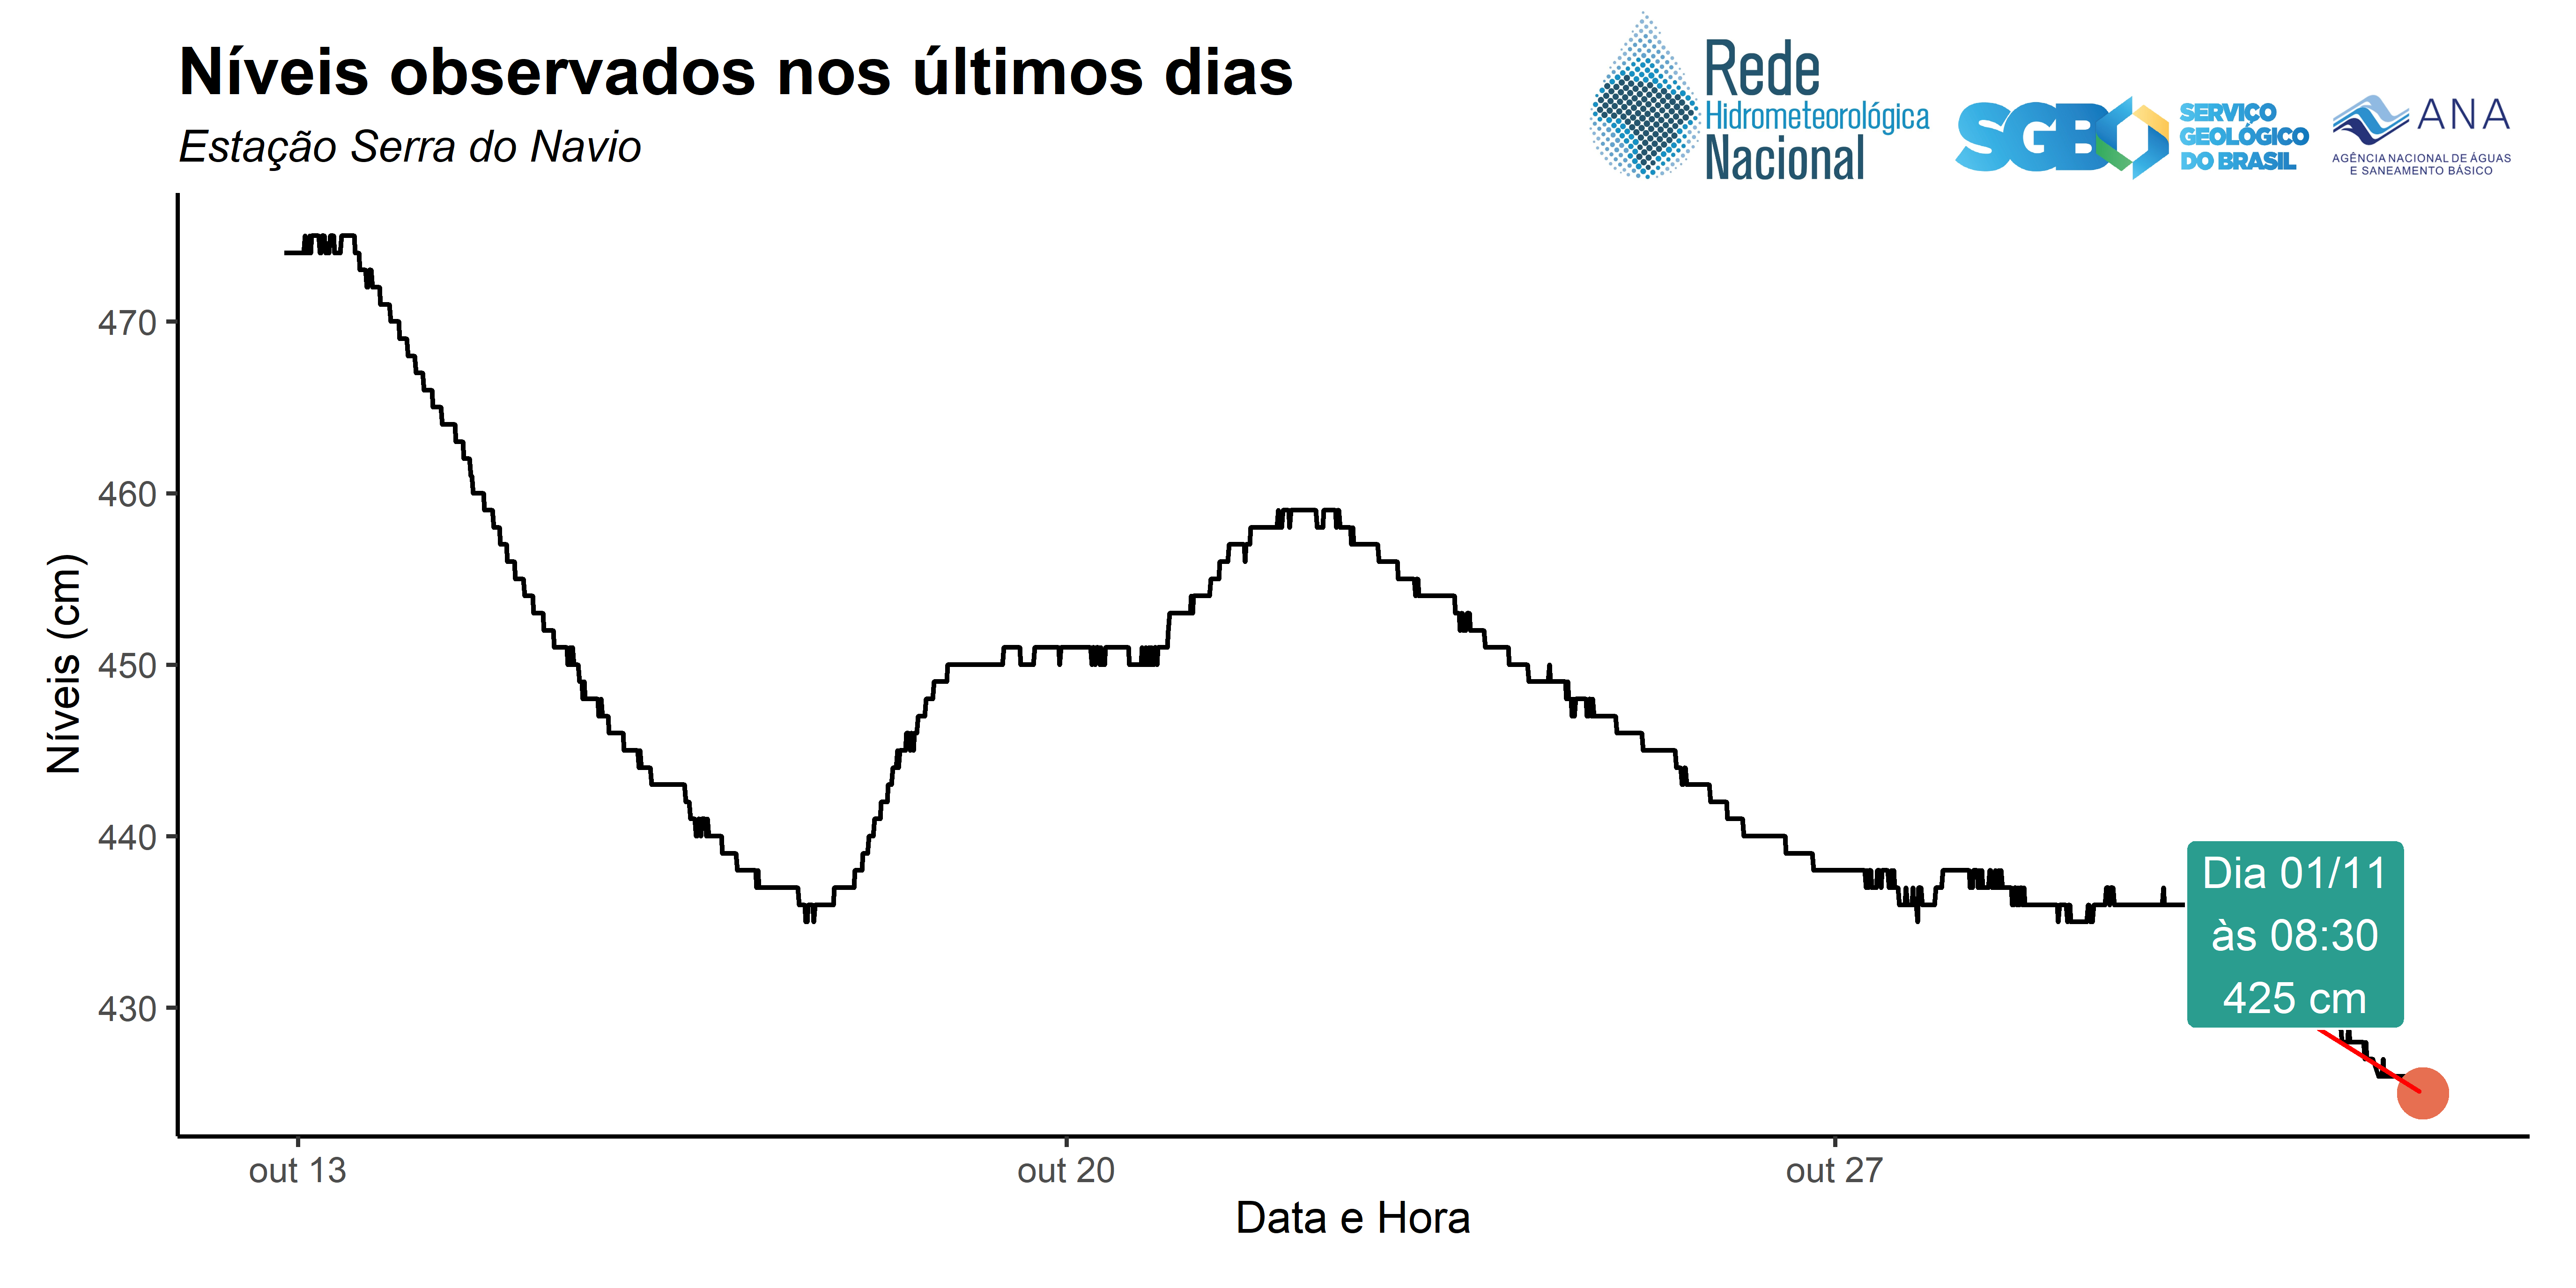 Níveis observados nos últimos dias
Estação Serra do Navio
Rede
Hidrometeorológica
Nacional
SGB
SERVIÇO
GEOLÓGICO
DO BRASIL
ANA
AGÊNCIA NACIONAL DE ÁGUAS
E SANEAMENTO BÁSICO
470
460
450
440
430
Níveis (cm)
Dia 01/11
às 08:30
425 cm
out 13
out 20
out 27
Data e Hora